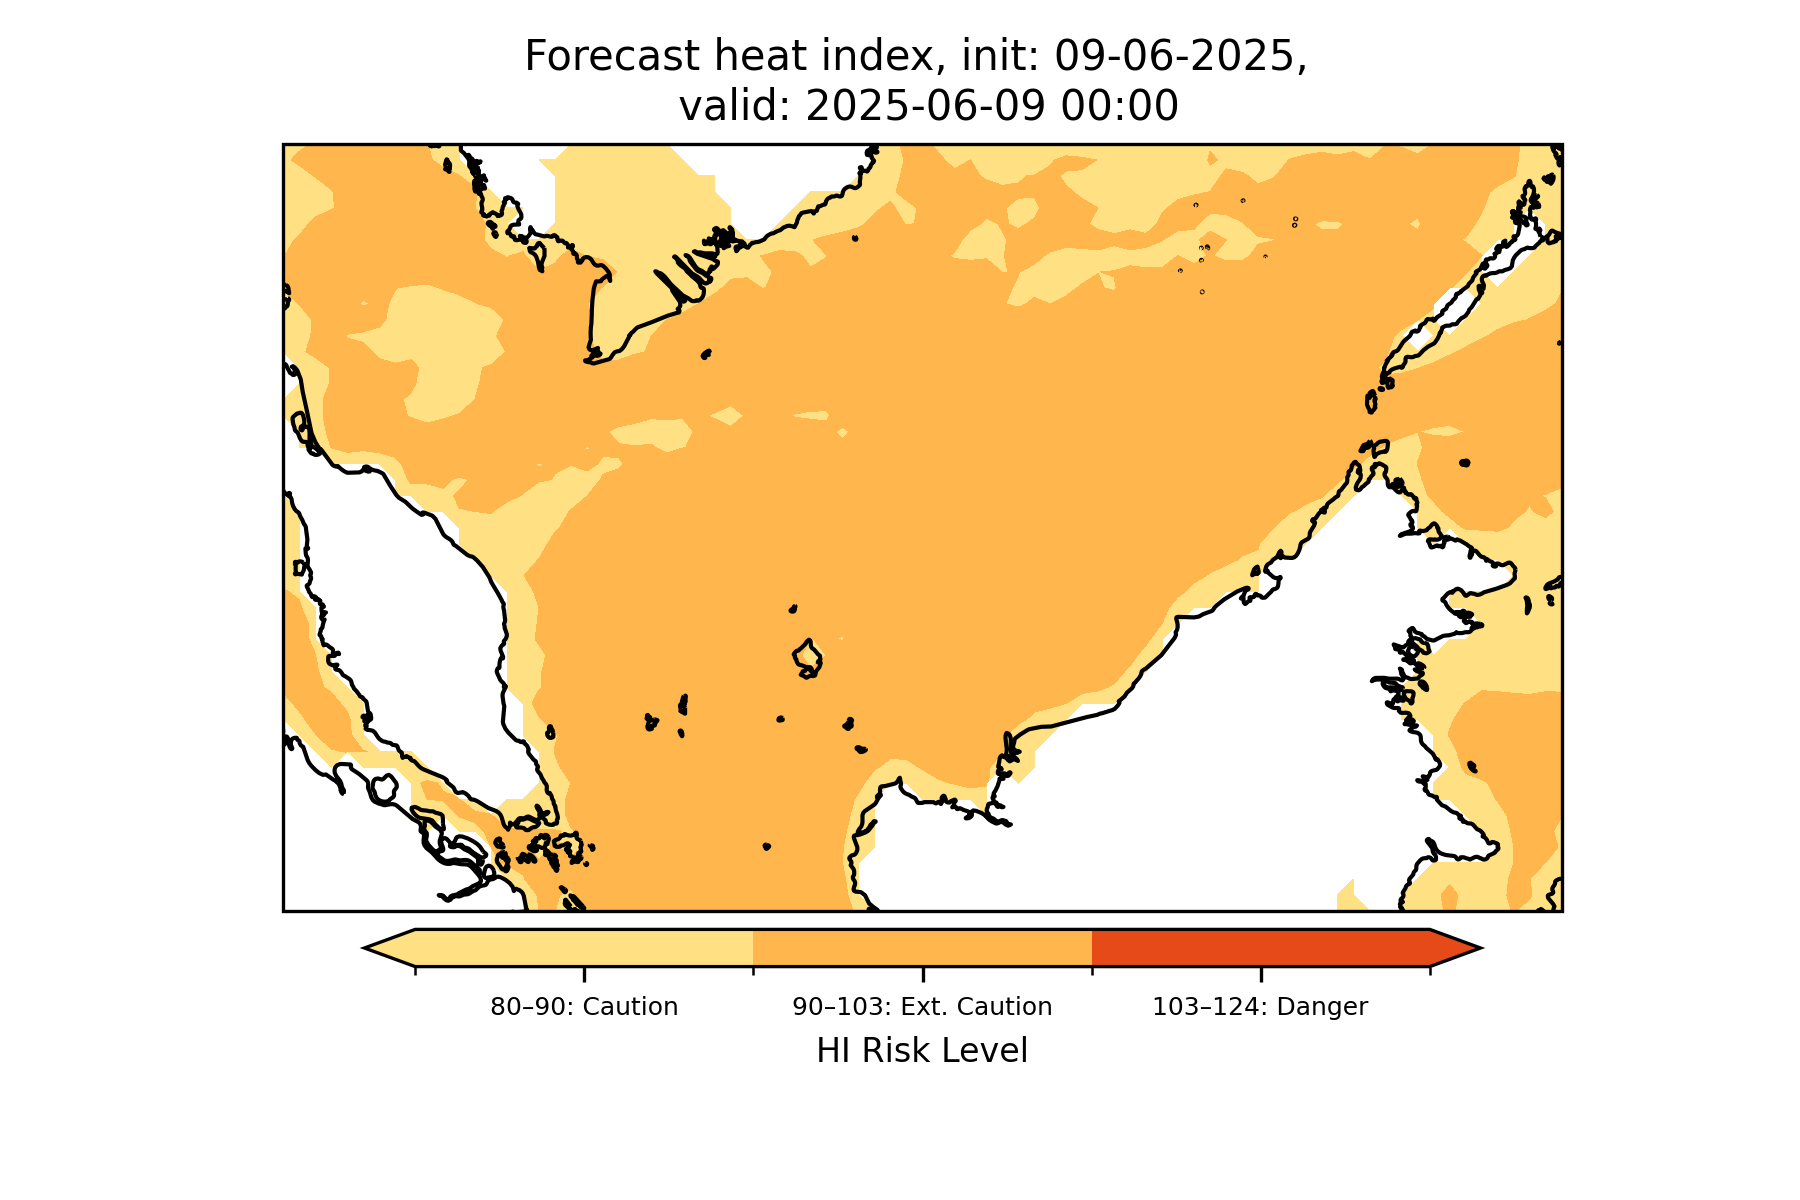 Forecast heat index, init: 09-06-2025,
valid: 2025-06-09 00:00
80–90: Caution
90–103: Ext. Caution
103–124: Danger
HI Risk Level